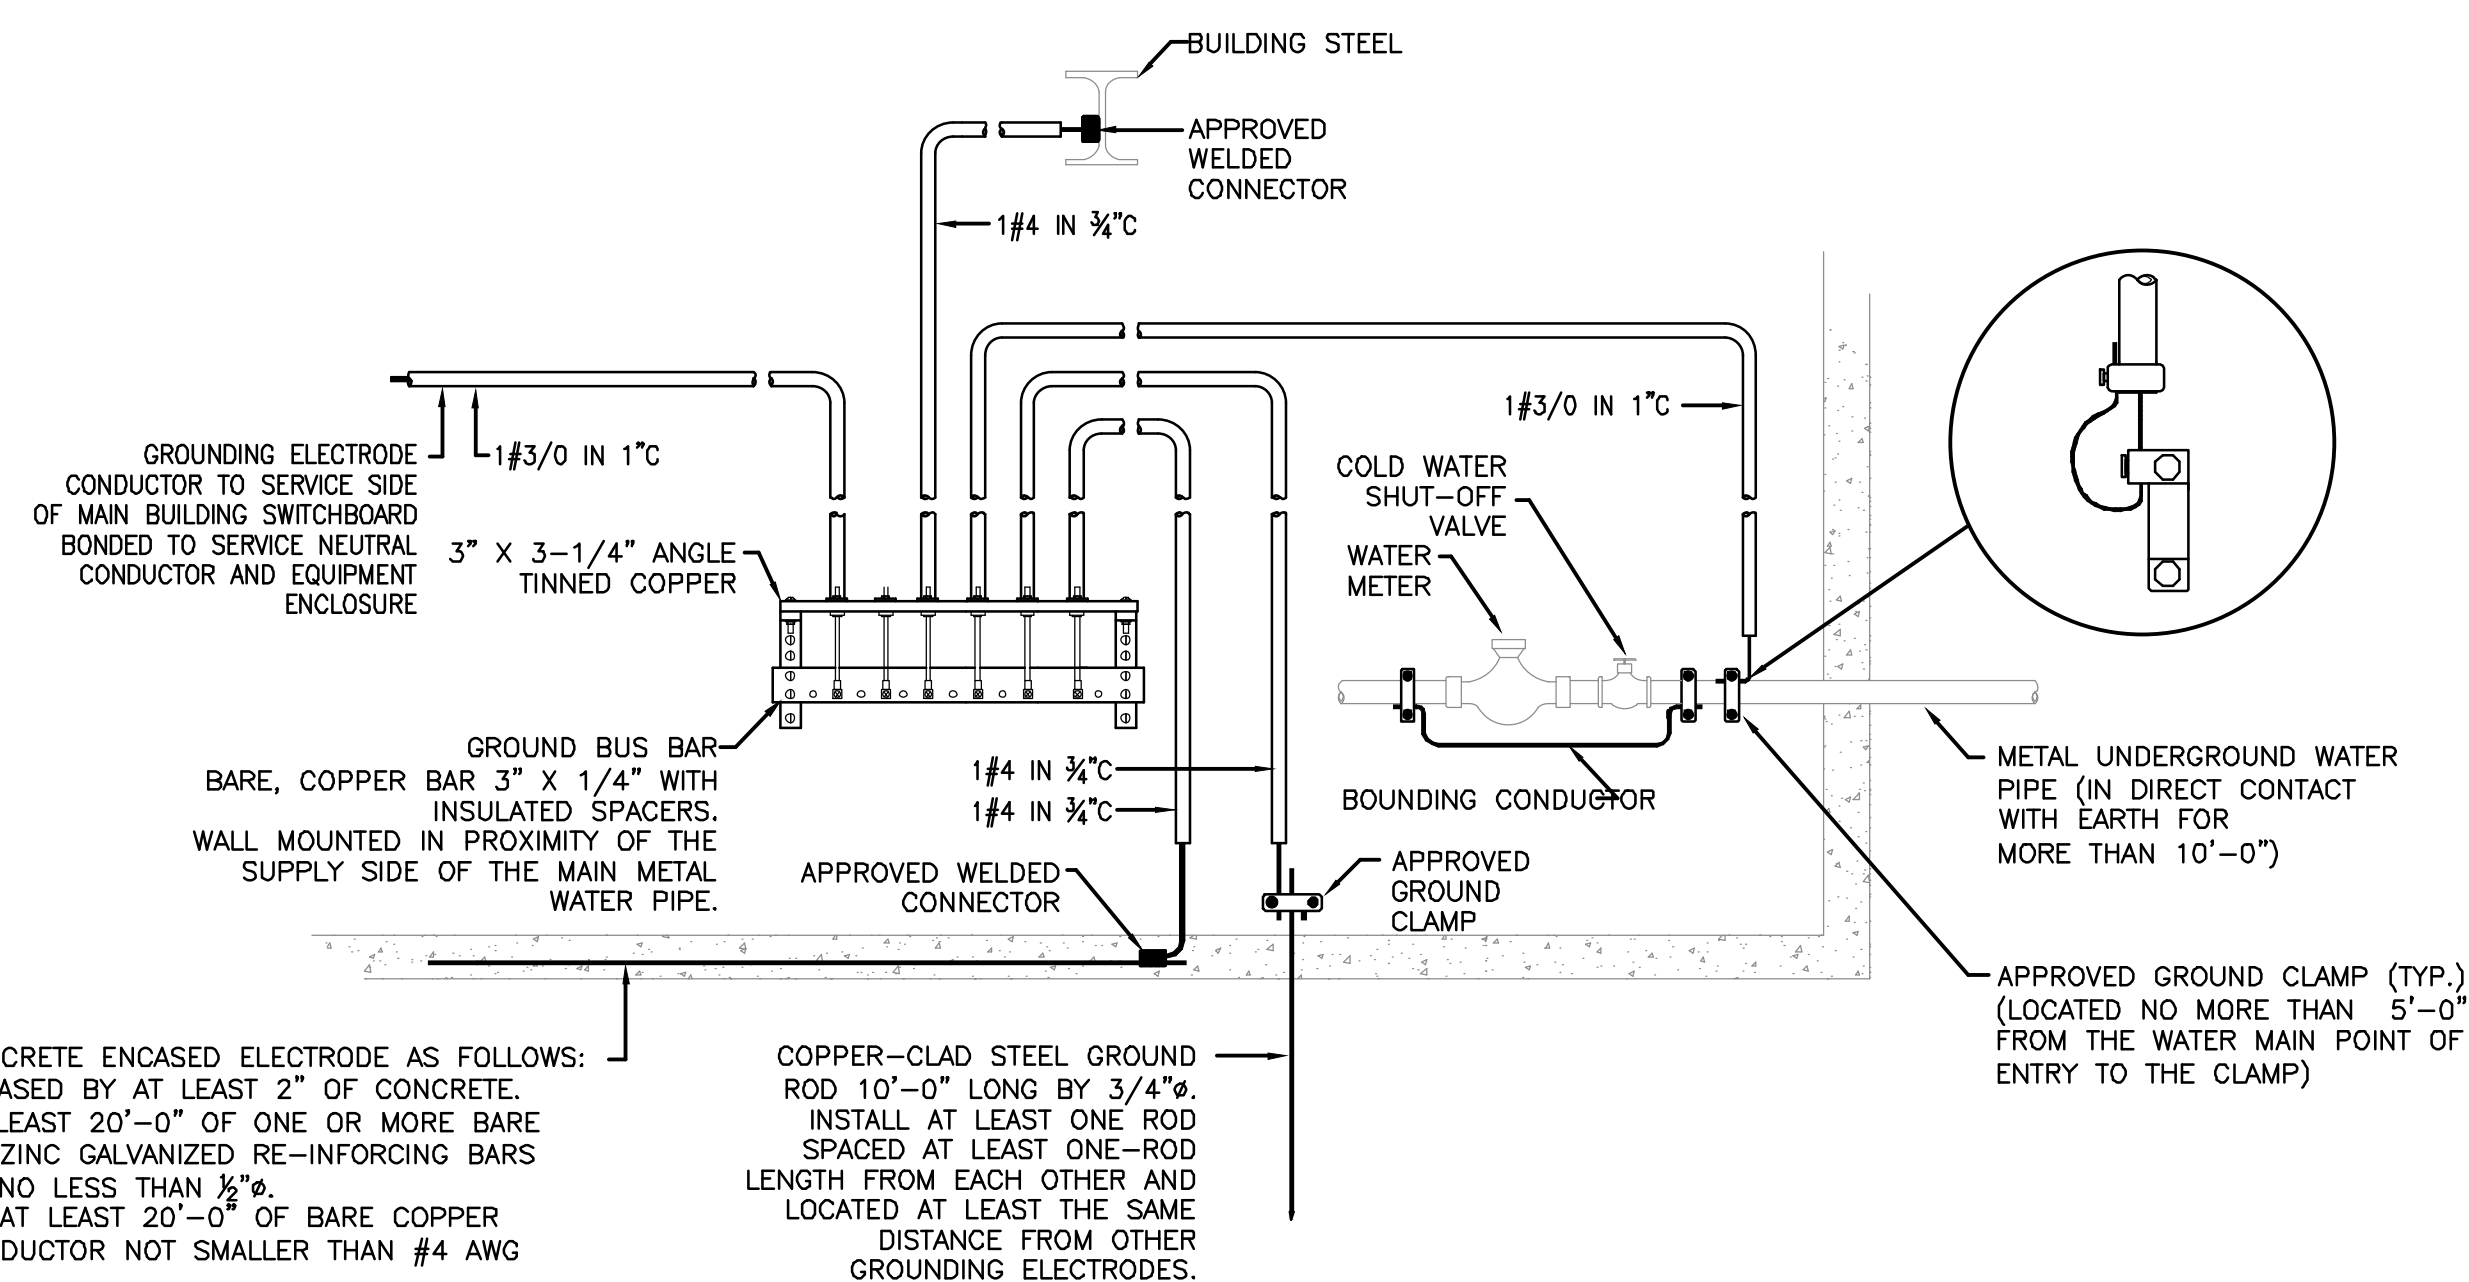 BUILDING STEEL
APPROVED
WELDED
CONNECTOR
1#4 IN ¾"C
1#3/0 IN 1"C
GROUNDING ELECTRODE
CONDUCTOR TO SERVICE SIDE
OF MAIN BUILDING SWITCHBOARD
BONDED TO SERVICE NEUTRAL
CONDUCTOR AND EQUIPMENT
ENCLOSURE
1#3/0 IN 1"C
3" X 3-1/4" ANGLE
TINNED COPPER
COLD WATER
SHUT-OFF
VALVE
WATER
METER
GROUND BUS BAR
BARE, COPPER BAR 3" X 1/4" WITH
INSULATED SPACERS.
WALL MOUNTED IN PROXIMITY OF THE
SUPPLY SIDE OF THE MAIN METAL
WATER PIPE.
1#4 IN ¾"C
1#4 IN ¾"C
BOUNDING CONDUCTOR
METAL UNDERGROUND WATER
PIPE (IN DIRECT CONTACT
WITH EARTH FOR
MORE THAN 10'-0")
APPROVED WELDED
CONNECTOR
APPROVED
GROUND
CLAMP
APPROVED GROUND CLAMP (TYP.)
(LOCATED NO MORE THAN 5'-0"
FROM THE WATER MAIN POINT OF
ENTRY TO THE CLAMP)
CRETE ENCASED ELECTRODE AS FOLLOWS:
ASED BY AT LEAST 2" OF CONCRETE.
LEAST 20'-0" OF ONE OR MORE BARE
ZINC GALVANIZED RE-INFORCING BARS
NO LESS THAN ½"ø.
AT LEAST 20'-0" OF BARE COPPER
DUCTOR NOT SMALLER THAN #4 AWG
COPPER-CLAD STEEL GROUND
ROD 10'-0" LONG BY 3/4"ø.
INSTALL AT LEAST ONE ROD
SPACED AT LEAST ONE-ROD
LENGTH FROM EACH OTHER AND
LOCATED AT LEAST THE SAME
DISTANCE FROM OTHER
GROUNDING ELECTRODES.